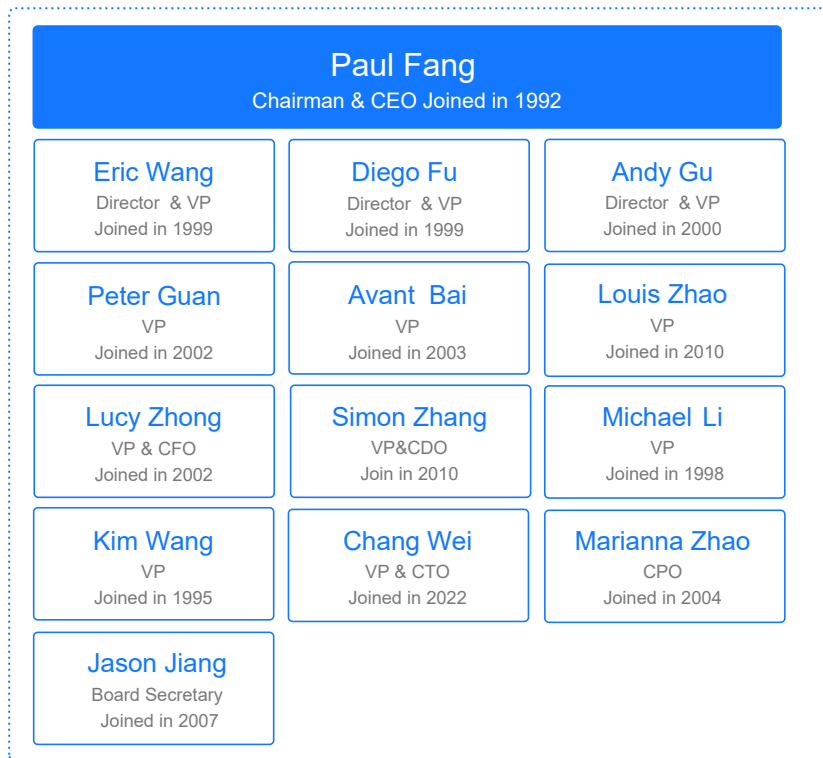 Paul Fang
Chairman & CEO Joined in 1992
Eric Wang
Director & VP
Joined in 1999
Diego Fu
Director & VP
Joined in 1999
Andy Gu
Director & VP
Joined in 2000
Peter Guan
VP
Joined in 2002
Avant Bai
VP
Joined in 2003
Louis Zhao
VP
Joined in 2010
Lucy Zhong
VP & CFO
Joined in 2002
Simon Zhang
VP&CDO
Join in 2010
Michael Li
VP
Joined in 1998
Kim Wang
VP
Joined in 1995
Chang Wei
VP & CTO
Joined in 2022
Marianna Zhao
CPO
Joined in 2004
Jason Jiang
Board Secretary
Joined in 2007